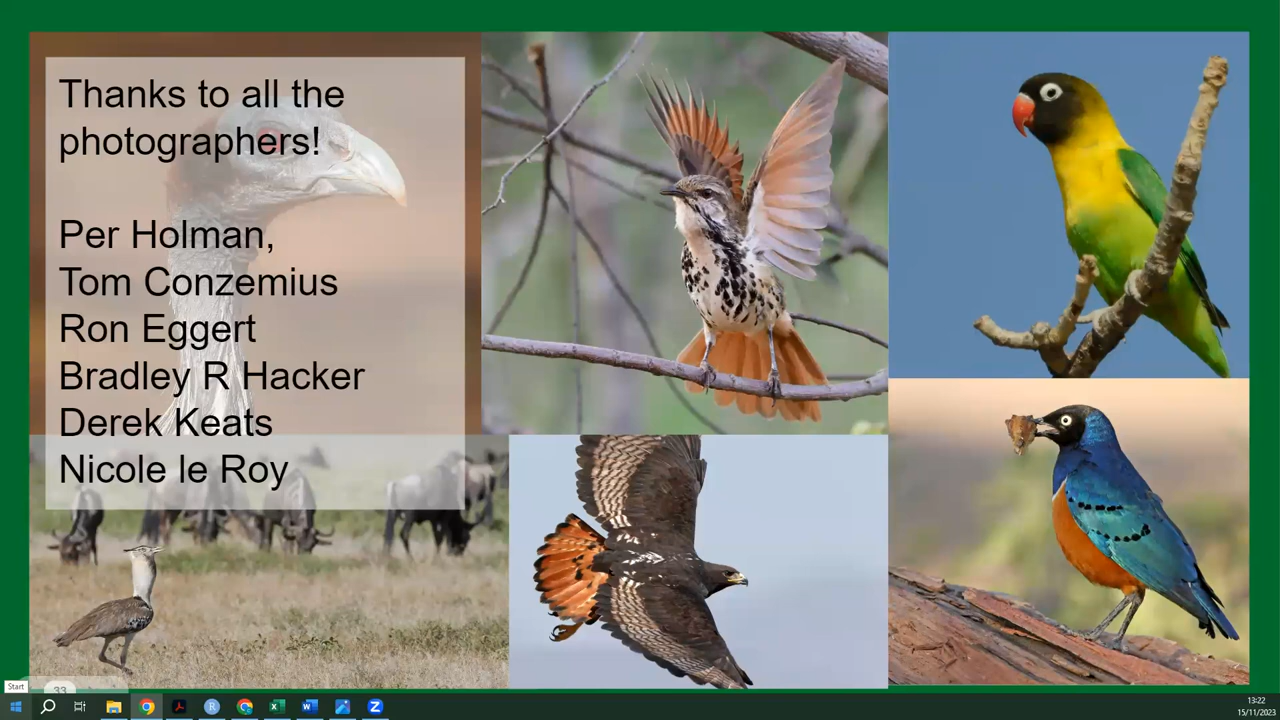 Thanks to all the
photographers!
Per Holman,
Tom Conzemius
Ron Eggert
Bradley R Hacker
Derek Keats
Nicole le Roy
33
Start
13:22
15/11/2023